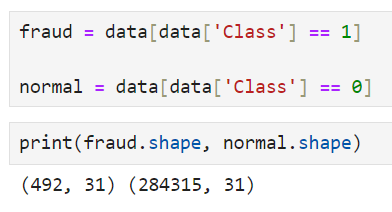 fraud = data[data['Class'] == 1]
normal = data[data['Class'] == 0]
print(fraud.shape, normal.shape)
(492, 31) (284315, 31)